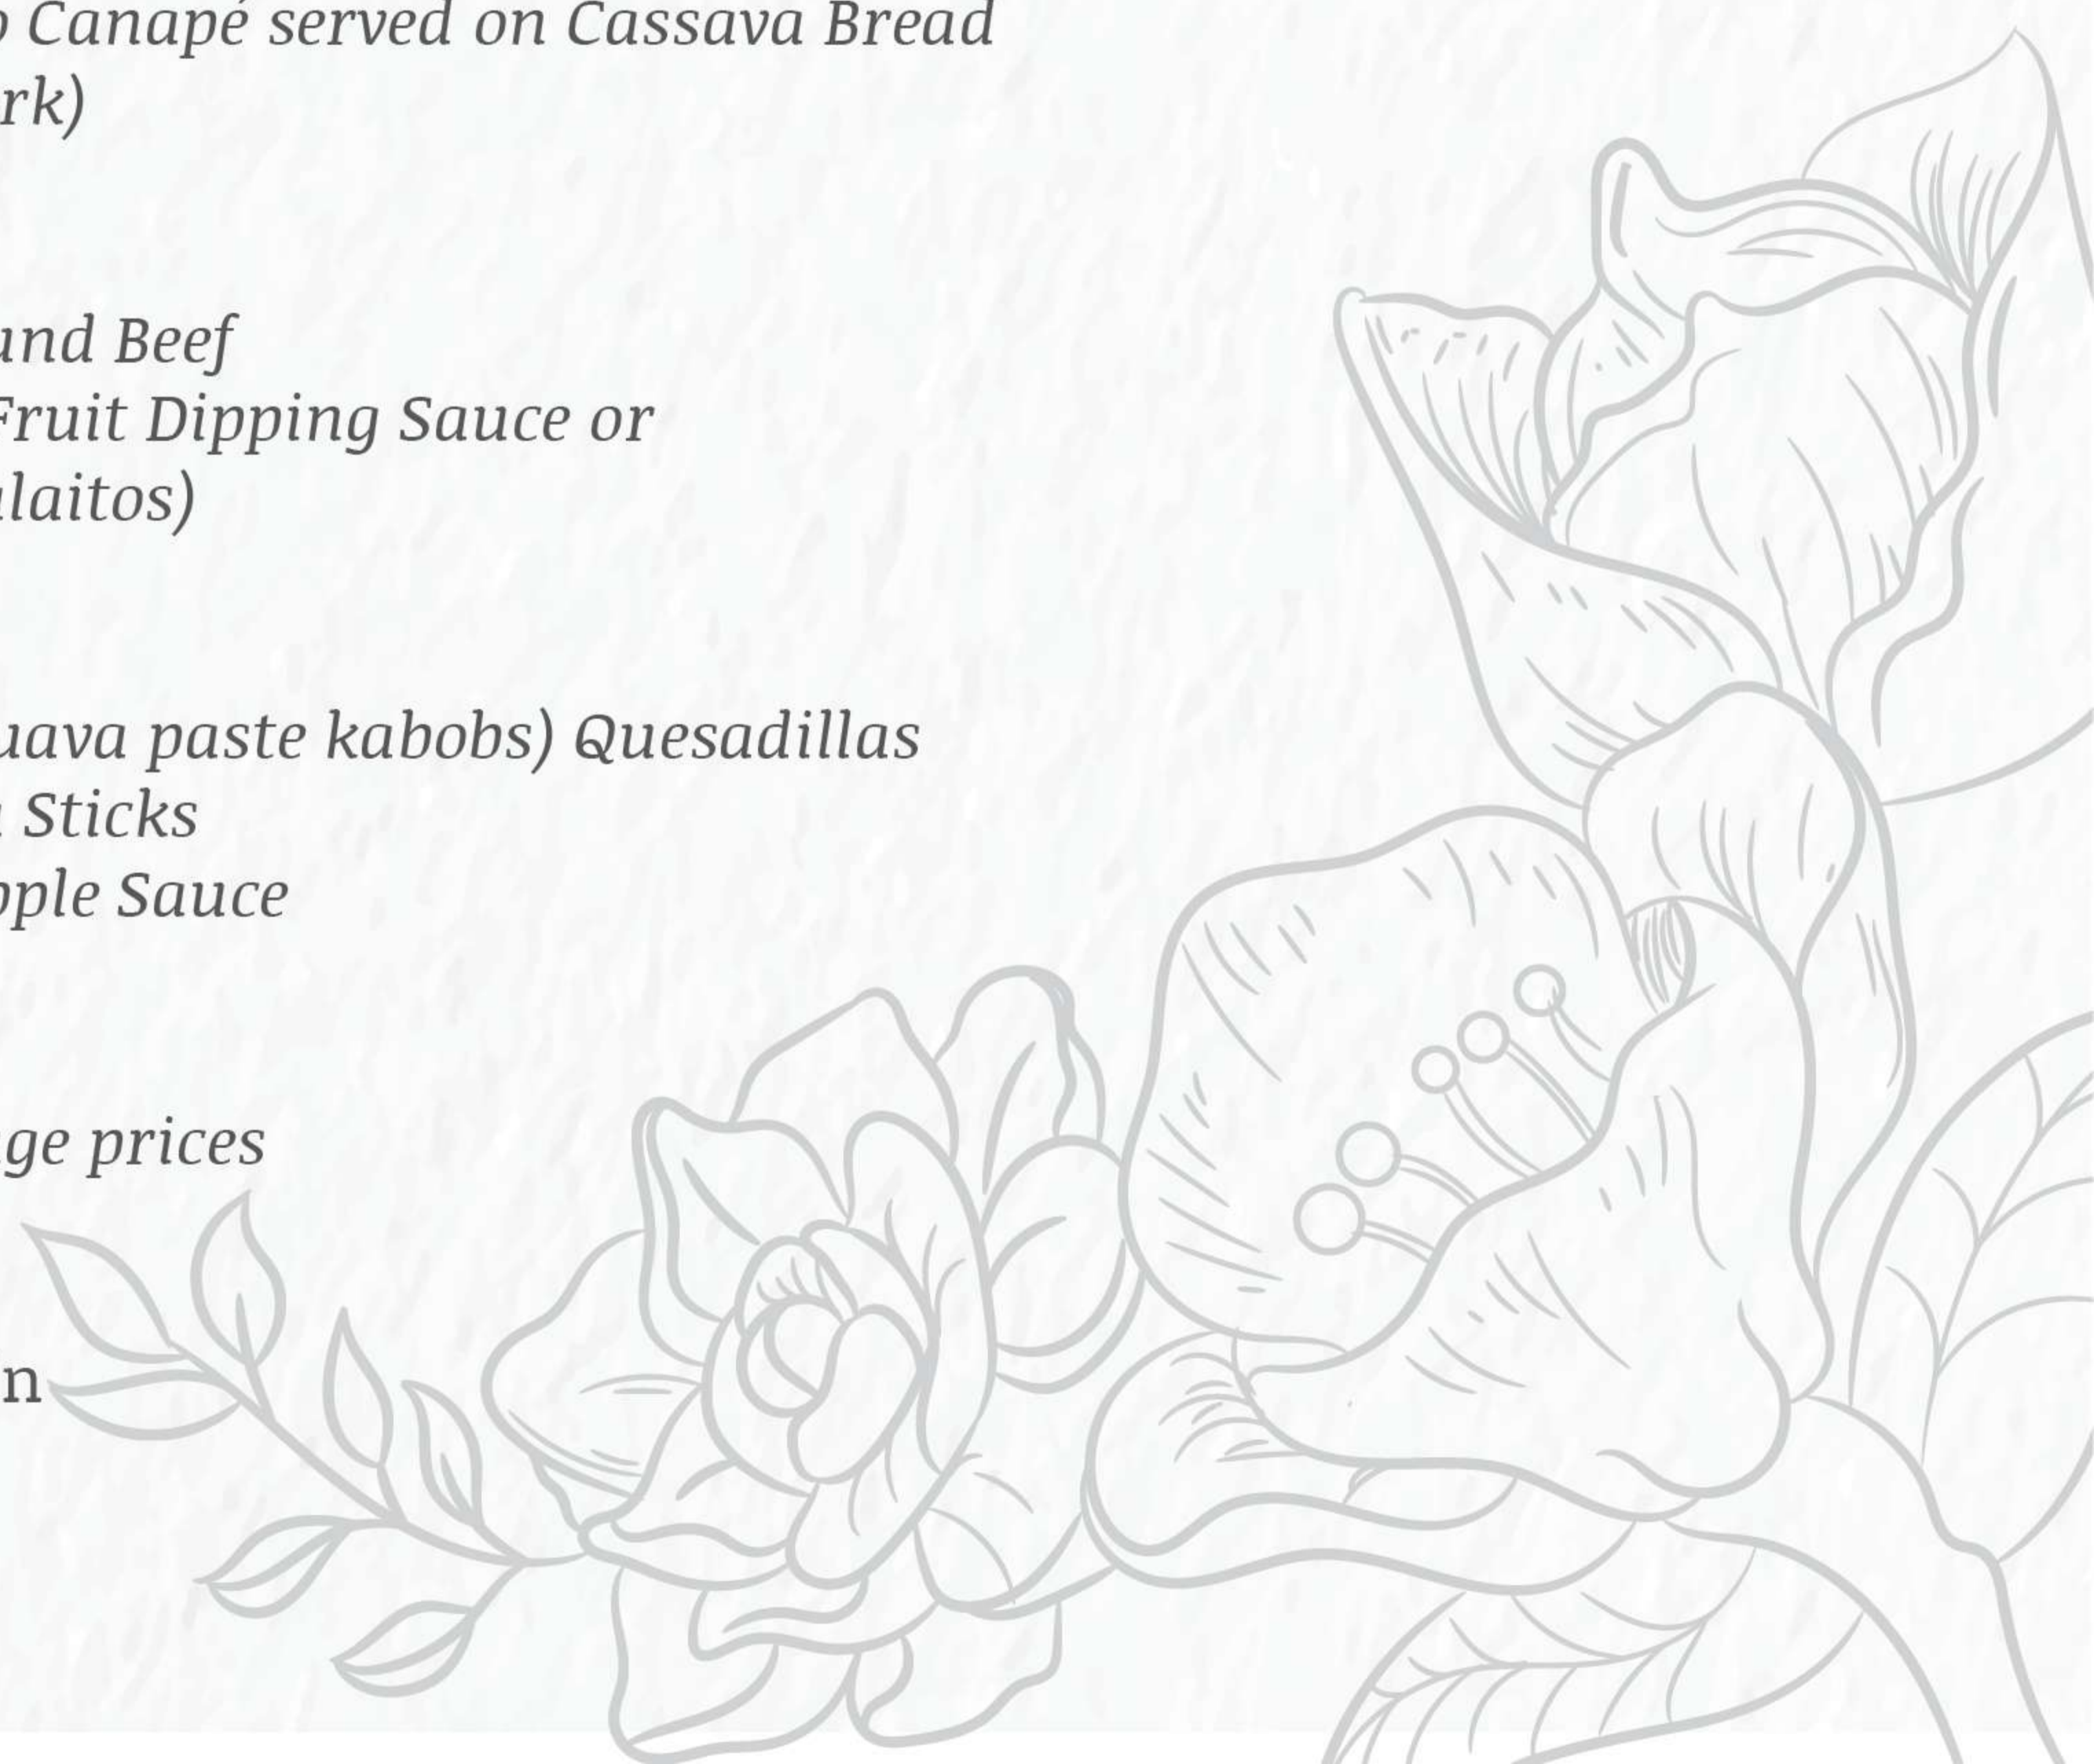 Canapé served on Cassava Bread
rk)
und Beef
Fruit Dipping Sauce or
laitos)
uava paste kabobs) Quesadillas
Sticks
pple Sauce
ge prices
n